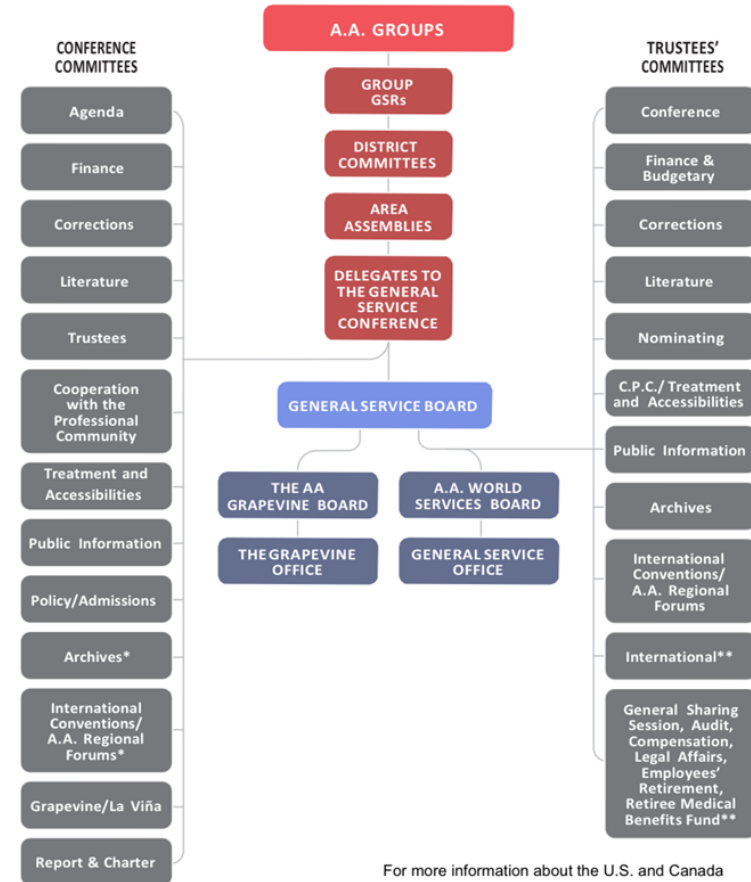 CONFERENCE
COMMITTEES
Agenda
Finance
Corrections
Literature
Trustees
Cooperation
with the
Professional
Community
Treatment and
Accessibilities
Public Information
Policy/Admissions
Archives*
International
Conventions/
A.A. Regional
Forums*
Grapevine/La Viña
Report & Charter
A.A. GROUPS
GROUP
GSRs
DISTRICT
COMMITTEES
AREA
ASSEMBLIES
DELEGATES TO
THE GENERAL
SERVICE
CONFERENCE
GENERAL SERVICE BOARD
THE AA
GRAPEVINE BOARD
THE GRAPEVINE
OFFICE
A.A. WORLD
SERVICES BOARD
GENERAL SERVICE
OFFICE
TRUSTEES’
COMMITTEES
Conference
Finance &
Budgetary
Corrections
Literature
Nominating
C.P.C./ Treatment
and Accessibilities
Public Information
Archives
International
Conventions/
A.A. Regional
Forums
International**
General Sharing
Session, Audit,
Compensation,
Legal Affairs,
Employees’
Retirement,
Retiree Medical
Benefits Fund**
For more information about the U.S. and Canada